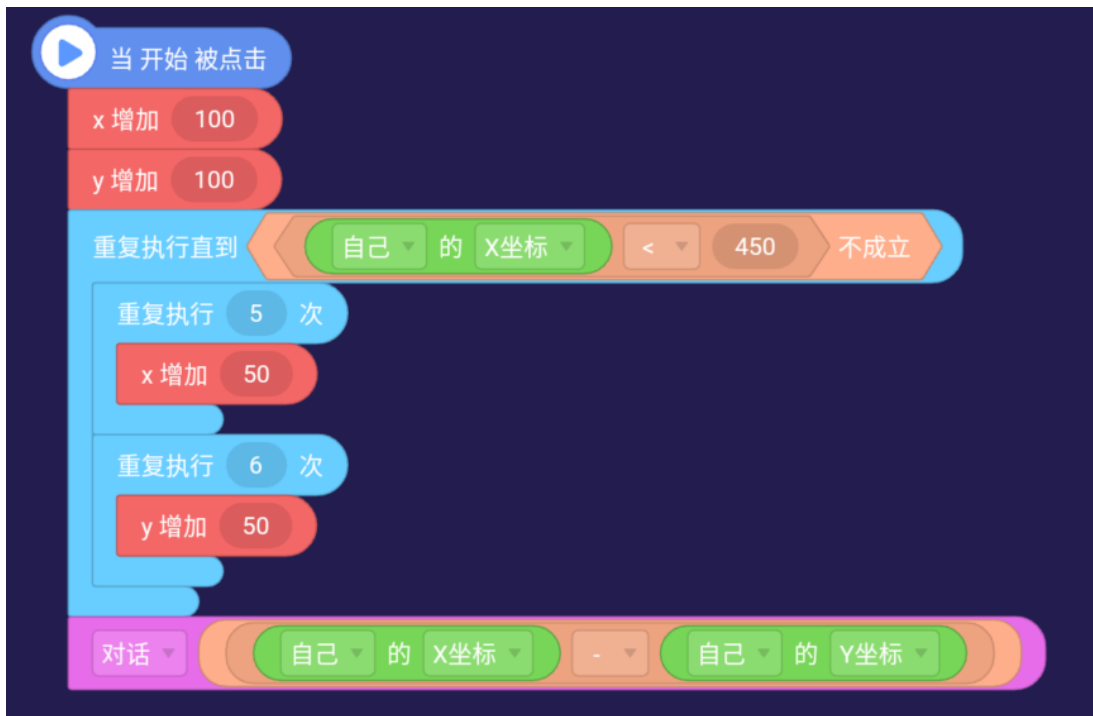 当 开始 被点击
x 增加 100
y 增加 100
重复执行直到 自己 的 X坐标 < 450 不成立
重复执行 5 次
x 增加 50
重复执行 6 次
y 增加 50
对话 自己 的 X坐标 - 自己 的 Y坐标